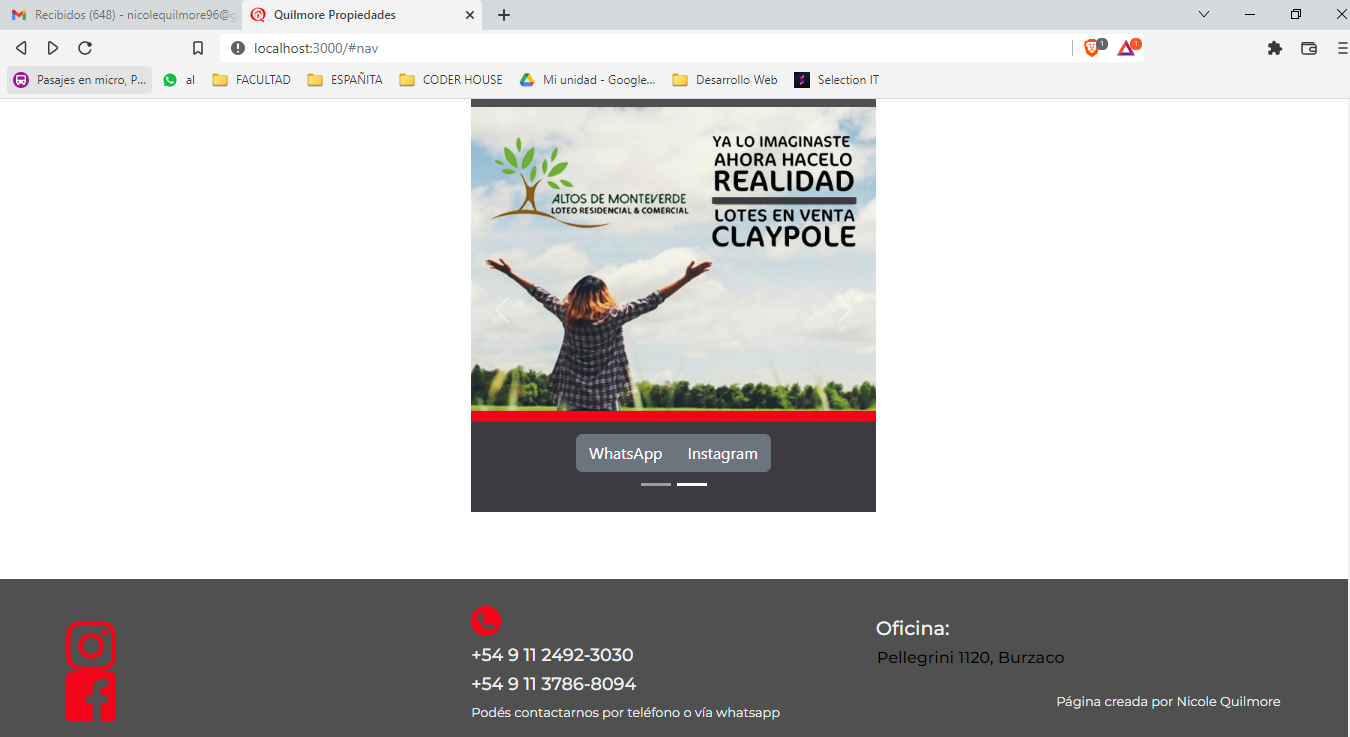 Recibidos (648) - nicolequilmore96@g
Quilmore Propiedades
localhost:3000/#nav
1
1
Pasajes en micro, P...
al
FACULTAD
ESPAÑITA
CODER HOUSE
Mi unidad - Google...
Desarrollo Web
Selection IT
ALTOS DE MONTEVERDE
LOTEO RESIDENCIAL & COMERCIAL
YA LO IMAGINASTE
AHORA HACELO
REALIDAD
LOTES EN VENTA
CLAYPOLE
WhatsApp
Instagram
+54 9 11 2492-3030
+54 9 11 3786-8094
Podés contactarnos por teléfono o vía whatsapp
Oficina:
Pellegrini 1120, Burzaco
Página creada por Nicole Quilmore